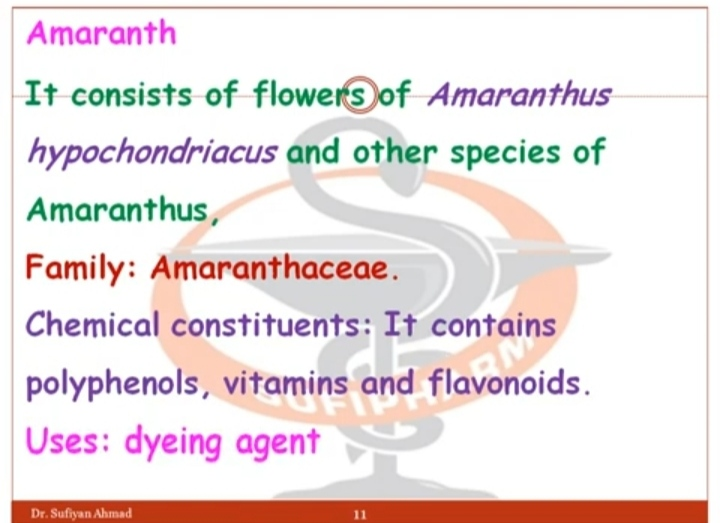 Amaranth
It consists of flowers of Amaranthus
hypochondriacus and other species of
Amaranthus,
Family: Amaranthaceae.
Chemical constituents: It contains
polyphenols, vitamins and flavonoids.
SUFIPHARM
Uses: dyeing agent
Dr. Sufiyan Ahmad
11